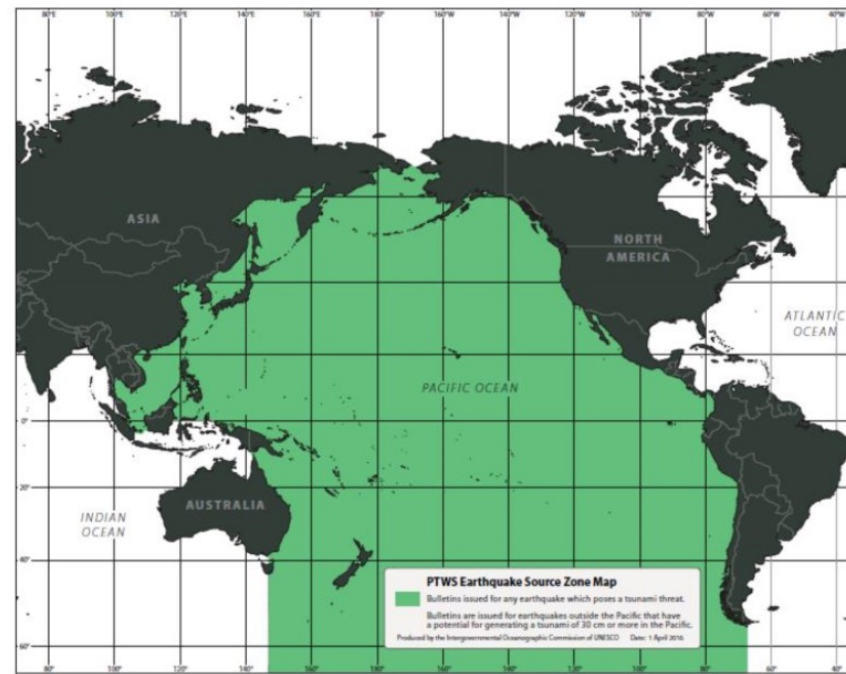 80° 100° 120°E 140°E 160°E 180° 160°W 140°W 120°W 100°W 80°W 60°W 40°W
ASIA
NORTH
AMERICA
ATLANTIC
OCEAN
PACIFIC OCEAN
0°
0°
20°
20°
AUSTRALIA
INDIAN
OCEAN
40°
40°
PTWS Earthquake Source Zone Map
Bulletins issued for any earthquake which poses a tsunami threat.
Bulletins are issued for earthquakes outside the Pacific that have
a potential for generating a tsunami of 30 cm or more in the Pacific.
Produced by the Intergovernmental Oceanographic Commission of UNESCO Date: 1 April 2016
60°
60°
80° 100° 120° 140° 160° 180° 160° 140° 120° 100° 80° 60° 40°